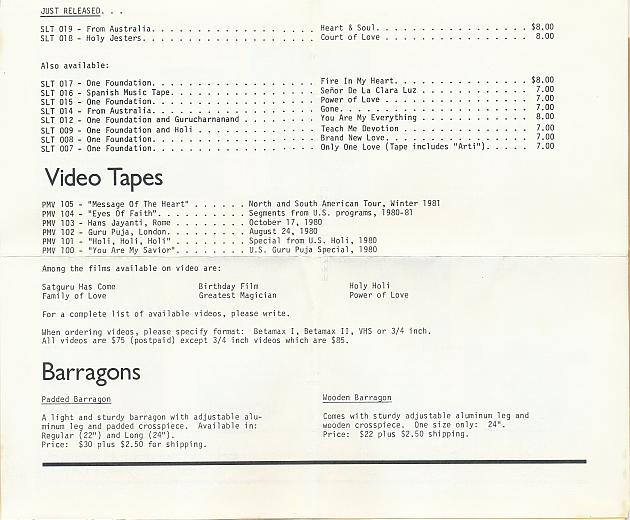 JUST RELEASED. . .
SLT 019 - From Australia. . . . . . . . . . . . . . . . . . Heart & Soul. . . . . . . . . . . . . . . . $8.00
SLT 018 - Holy Jesters. . . . . . . . . . . . . . . . . . . Court of Love . . . . . . . . . . . . . . . 8.00
Also available:
SLT 017 - One Foundation. . . . . . . . . . . . . . . . . . Fire In My Heart. . . . . . . . . . . . . . $8.00
SLT 016 - Spanish Music Tape. . . . . . . . . . . . . . . . Señor De La Clara Luz . . . . . . . . . . . 7.00
SLT 015 - One Foundation. . . . . . . . . . . . . . . . . . Power of Love . . . . . . . . . . . . . . . 7.00
SLT 014 - From Australia. . . . . . . . . . . . . . . . . . Gone. . . . . . . . . . . . . . . . . . . . 7.00
SLT 012 - One Foundation and Gurucharnanand . . . . . . . . You Are My Everything . . . . . . . . . . . 8.00
SLT 009 - One Foundation and Holi . . . . . . . . . . . . . Teach Me Devotion . . . . . . . . . . . . . 7.00
SLT 008 - One Foundation. . . . . . . . . . . . . . . . . . Brand New Love. . . . . . . . . . . . . . . 7.00
SLT 007 - One Foundation. . . . . . . . . . . . . . . . . . Only One Love (Tape includes "Arti"). . . . . 7.00
Video Tapes
PMV 105 - "Message Of The Heart" . . . . . . North and South American Tour, Winter 1981
PMV 104 - "Eyes Of Faith". . . . . . . . . . Segments from U.S. programs, 1980-81
PMV 103 - Hans Jayanti, Rome . . . . . . . . October 17, 1980
PMV 102 - Guru Puja, London. . . . . . . . . August 24, 1980
PMV 101 - "Holi, Holi, Holi" . . . . . . . . Special from U.S. Holi, 1980
PMV 100 - "You Are My Savior". . . . . . . . U.S. Guru Puja Special, 1980
Among the films available on video are:
Satguru Has Come Birthday Film Holy Holi
Family of Love Greatest Magician Power of Love
For a complete list of available videos, please write.
When ordering videos, please specify format: Betamax I, Betamax II, VHS or 3/4 inch.
All videos are $75 (postpaid) except 3/4 inch videos which are $85.
Barragons
Padded Barragon
A light and sturdy barragon with adjustable alu-
minum leg and padded crosspiece. Available in:
Regular (22") and Long (24").
Price: $30 plus $2.50 for shipping.
Wooden Barragon
Comes with sturdy adjustable aluminum leg and
wooden crosspiece. One size only: 24".
Price: $22 plus $2.50 shipping.